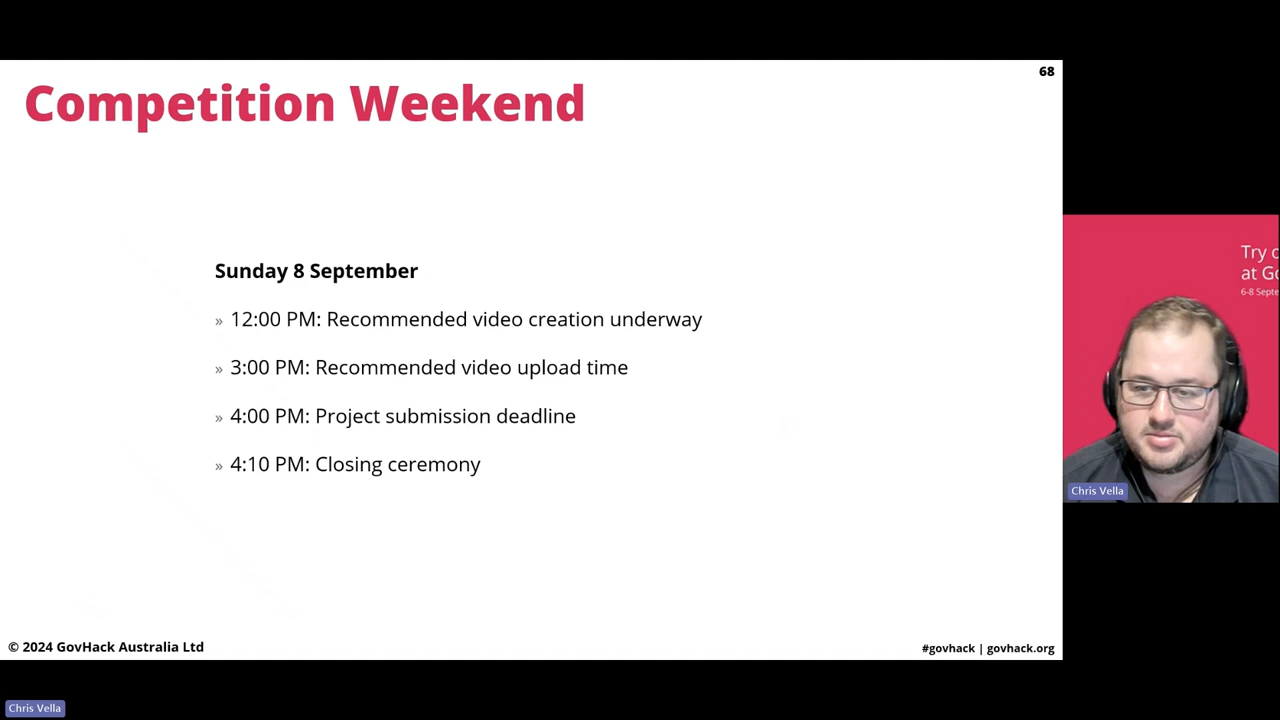 68
Competition Weekend
Sunday 8 September
» 12:00 PM: Recommended video creation underway
» 3:00 PM: Recommended video upload time
» 4:00 PM: Project submission deadline
» 4:10 PM: Closing ceremony
© 2024 GovHack Australia Ltd
#govhack | govhack.org
Try
at
6-8
Chris Vella
Chris Vella